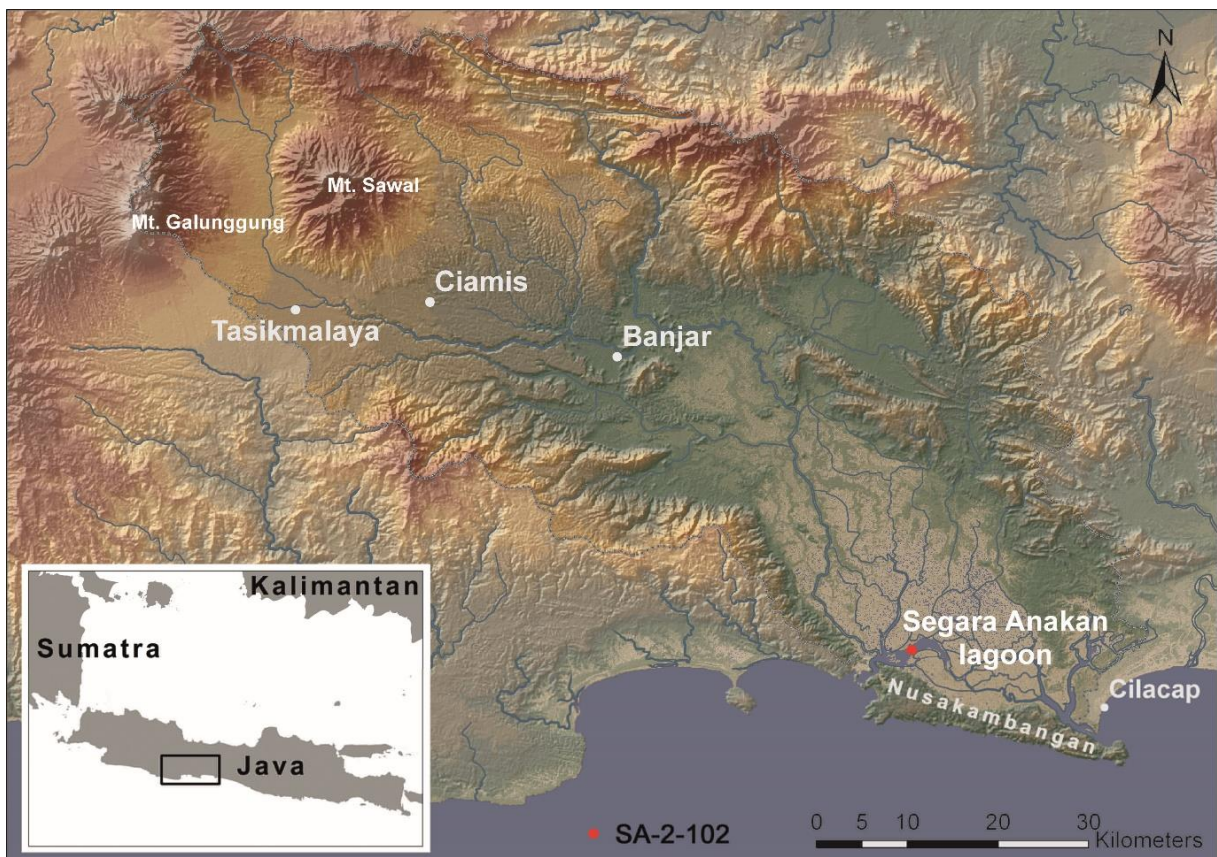 N
Mt. Sawal
Mt. Galunggung
Ciamis
Tasikmalaya
Banjar
Segara Anakan
lagoon
Cilacap
Nusakambangan
Kalimantan
Sumatra
Java
SA-2-102
0 5 10 20 30
Kilometers